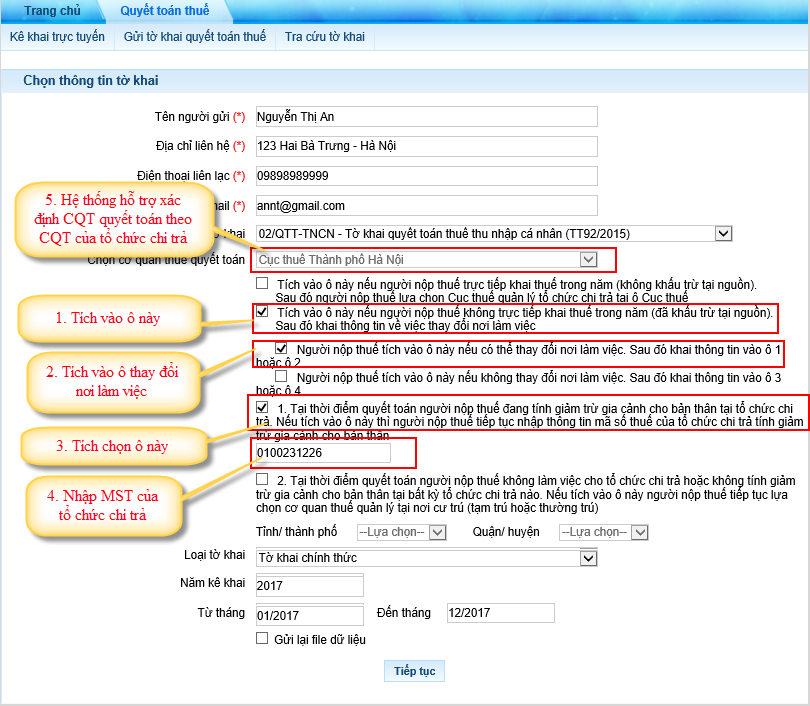 Trang chủ
Quyết toán thuế
Kê khai trực tuyến
Gửi tờ khai quyết toán thuế
Tra cứu tờ khai
Chọn thông tin tờ khai
Tên người gửi (*)
Nguyễn Thị An
Địa chỉ liên hệ (*)
123 Hai Bà Trưng - Hà Nội
Điện thoại liên lạc (*)
09898989999
5. Hệ thống hỗ trợ xác
định CQT quyết toán theo
CQT của tổ chức chi trả
(*)
annt@gmail.com
khai
02/QTT-TNCN - Tờ khai quyết toán thuế thu nhập cá nhân (TT92/2015)
Chọn cơ quan thuế quyết toán
Cục thuế Thành phố Hà Nội
Tích vào ô này nếu người nộp thuế trực tiếp khai thuế trong năm (không khấu trừ tại nguồn).
Sau đó người nộp thuế lựa chọn Cục thuế quản lý tổ chức chi trả tại ô Cục thuế
1. Tích vào ô này
Tích vào ô này nếu người nộp thuế không trực tiếp khai thuế trong năm (đã khấu trừ tại nguồn).
Sau đó khai thông tin về việc thay đổi nơi làm việc
2. Tích vào ô thay đổi
nơi làm việc
Người nộp thuế tích vào ô này nếu có thể thay đổi nơi làm việc. Sau đó khai thông tin vào ô 1
hoặc ô 2
Người nộp thuế tích vào ô này nếu không thay đổi nơi làm việc. Sau đó khai thông tin vào ô 3
hoặc ô 4
3. Tích chọn ô này
1. Tại thời điểm quyết toán người nộp thuế đang tính giảm trừ gia cảnh cho bản thân tại tổ chức chi
trả. Nếu tích vào ô này thì người nộp thuế tiếp tục nhập thông tin mã số thuế của tổ chức chi trả tính giảm
trừ gia cảnh cho bản thân
0100231226
4. Nhập MST của
tổ chức chi trả
2. Tại thời điểm quyết toán người nộp thuế không làm việc cho tổ chức chi trả hoặc không tính giảm
trừ gia cảnh cho bản thân tại bất kỳ tổ chức chi trả nào. Nếu tích vào ô này người nộp thuế tiếp tục lựa
chọn cơ quan thuế quản lý tại nơi cư trú (tạm trú hoặc thường trú)
Tỉnh/ thành phố
--Lựa chọn--
Quận/ huyện
--Lựa chọn--
Loại tờ khai
Tờ khai chính thức
Năm kê khai
2017
Từ tháng
01/2017
Đến tháng
12/2017
Gửi lại file dữ liệu
Tiếp tục